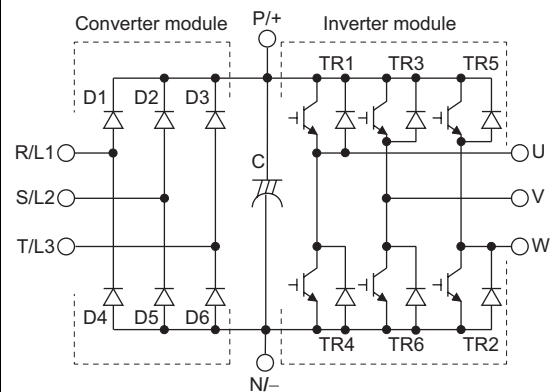 Converter module
P/+
Inverter module
TR1
TR3
TR5
D1
D2
D3
R/L1
U
C
S/L2
V
T/L3
W
D4
D5
D6
TR4
TR6
TR2
N/−